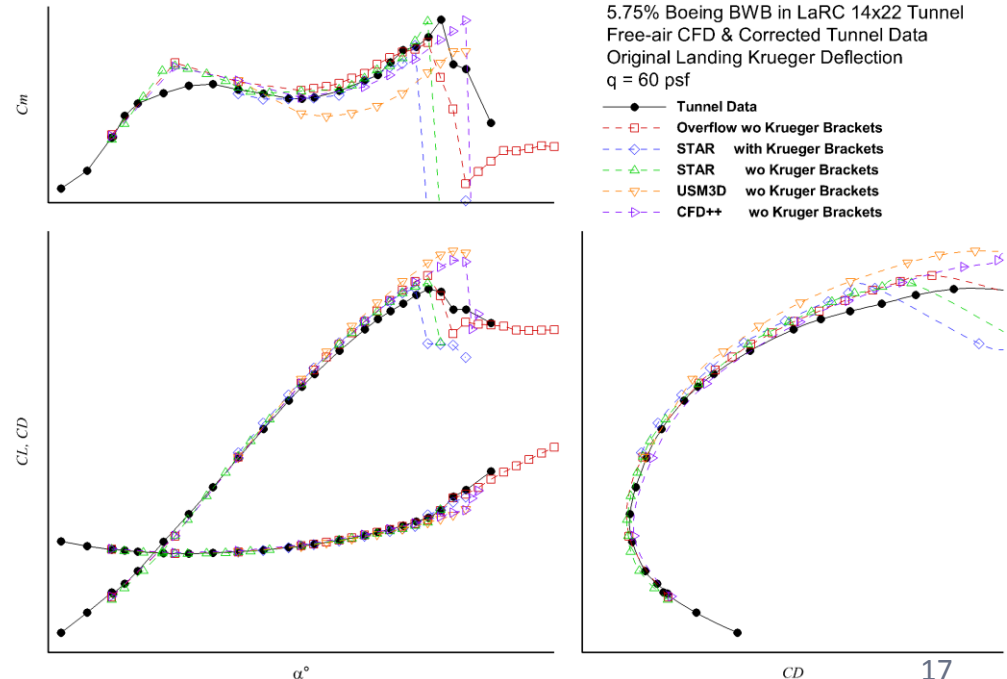 5.75% Boeing BWB in LaRC 14x22 Tunnel
Free-air CFD & Corrected Tunnel Data
Original Landing Krueger Deflection
q = 60 psf
Tunnel Data
Overflow wo Krueger Brackets
STAR with Krueger Brackets
STAR wo Kruger Brackets
USM3D wo Kruger Brackets
CFD++ wo Kruger Brackets
Cm
CL, CD
α°
CD
17